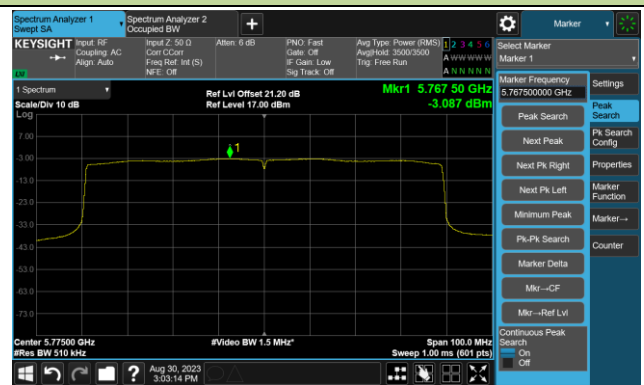 Spectrum Analyzer 1
Swept SA
Spectrum Analyzer 2
Occupied BW
+
Marker
KEYSIGHT
Input: RF
Coupling: AC
Align: Auto
Input Z: 50 Ω
Corr CCorr
Freq Ref: Int (S)
NFE: Off
Atten: 6 dB
PNO: Fast
Gate: Off
IF Gain: Low
Sig Track: Off
Avg Type: Power (RMS)
Avg|Hold: 3500/3500
Trig: Free Run
1 2 3 4 5 6
A W W W W W
A N N N N N
Select Marker
Marker 1
1 Spectrum
Scale/Div 10 dB
Log
Ref Lvl Offset 21.20 dB
Ref Level 17.00 dBm
Mkr1 5.767 50 GHz
-3.087 dBm
1
7.00
-3.00
-13.0
-23.0
-33.0
-43.0
-53.0
-63.0
-73.0
Center 5.77500 GHz
#Res BW 510 kHz
#Video BW 1.5 MHz*
Span 100.0 MHz
Sweep 1.00 ms (601 pts)
Marker Frequency
5.767500000 GHz
Peak Search
Next Peak
Next Pk Right
Next Pk Left
Minimum Peak
Pk-Pk Search
Marker Delta
Mkr→CF
Mkr→Ref Lvl
Continuous Peak
Search
On
Off
Settings
Peak
Search
Pk Search
Config
Properties
Marker
Function
Marker→
Counter
?
Aug 30, 2023
3:03:14 PM